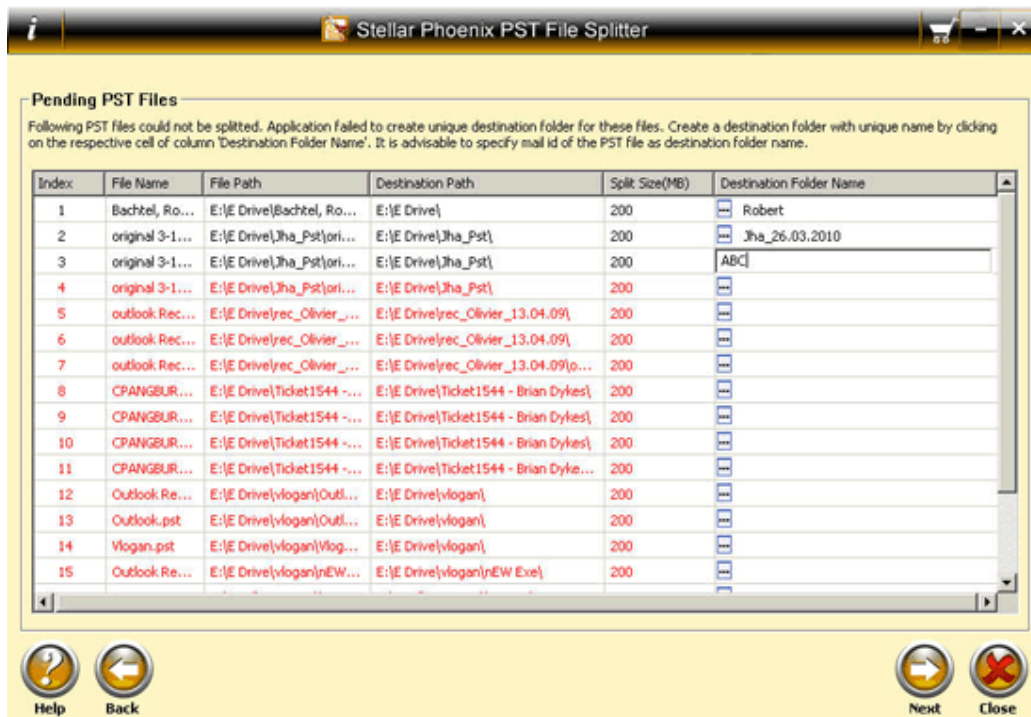 i Stellar Phoenix PST File Splitter
Pending PST Files
Following PST files could not be splitted. Application failed to create unique destination folder for these files. Create a destination folder with unique name by clicking
on the respective cell of column 'Destination Folder Name'. It is advisable to specify mail id of the PST file as destination folder name.
Index File Name File Path Destination Path Split Size(MB) Destination Folder Name
1 Bachtel, Ro... E:\E Drive\Bachtel, Ro... E:\E Drive\ 200 ... Robert
2 original 3-1... E:\E Drive\Jha_Pst\ori... E:\E Drive\Jha_Pst\ 200 ... Jha_26.03.2010
3 original 3-1... E:\E Drive\Jha_Pst\ori... E:\E Drive\Jha_Pst\ 200 ABC
4 original 3-1... E:\E Drive\Jha_Pst\ori... E:\E Drive\Jha_Pst\ 200 ...
5 outlook Rec... E:\E Drive\rec_Olivier_... E:\E Drive\rec_Olivier_13.04.09\ 200 ...
6 outlook Rec... E:\E Drive\rec_Olivier_... E:\E Drive\rec_Olivier_13.04.09\ 200 ...
7 outlook Rec... E:\E Drive\rec_Olivier_... E:\E Drive\rec_Olivier_13.04.09\o... 200 ...
8 CPANGBUR... E:\E Drive\Ticket1544 -... E:\E Drive\Ticket1544 - Brian Dykes\ 200 ...
9 CPANGBUR... E:\E Drive\Ticket1544 -... E:\E Drive\Ticket1544 - Brian Dykes\ 200 ...
10 CPANGBUR... E:\E Drive\Ticket1544 -... E:\E Drive\Ticket1544 - Brian Dykes\ 200 ...
11 CPANGBUR... E:\E Drive\Ticket1544 -... E:\E Drive\Ticket1544 - Brian Dyke... 200 ...
12 Outlook Re... E:\E Drive\vlogan\Outl... E:\E Drive\vlogan\ 200 ...
13 Outlook.pst E:\E Drive\vlogan\Outl... E:\E Drive\vlogan\ 200 ...
14 Vlogan.pst E:\E Drive\vlogan\Vlog... E:\E Drive\vlogan\ 200 ...
15 Outlook Re... E:\E Drive\vlogan\nEW... E:\E Drive\vlogan\nEW Exe\ 200 ...
Help Back Next Close